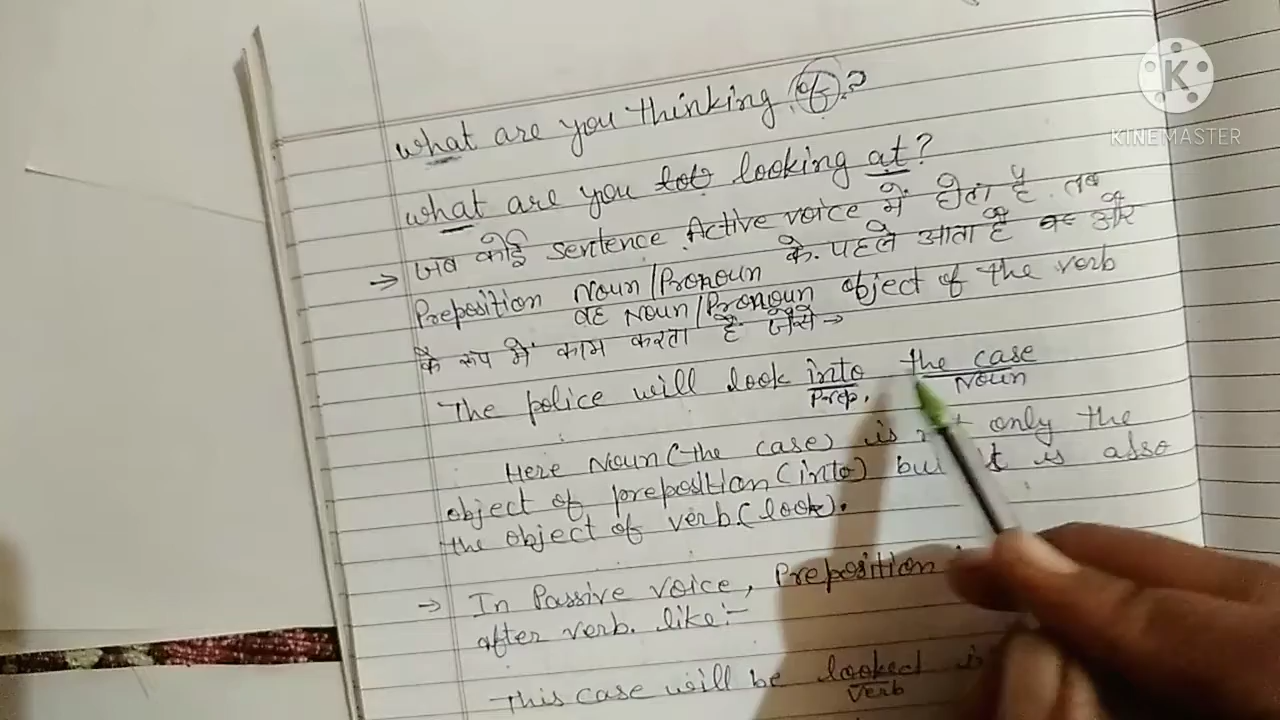 What are you thinking of?
What are you looking at?
→ जब कोई sentence Active voice में होता है. तब
Preposition Noun/Pronoun के पहले आता है और
वह Noun/Pronoun object of the verb
के रूप में काम करता है जैसे →
The police will look into the case
Prep. Noun
Here Noun (the case) is only the
object of preposition (into) but it is also
the object of verb (look).
→ In Passive voice, Preposition
after verb. like:-
This case will be looked
Verb
KINEMASTER